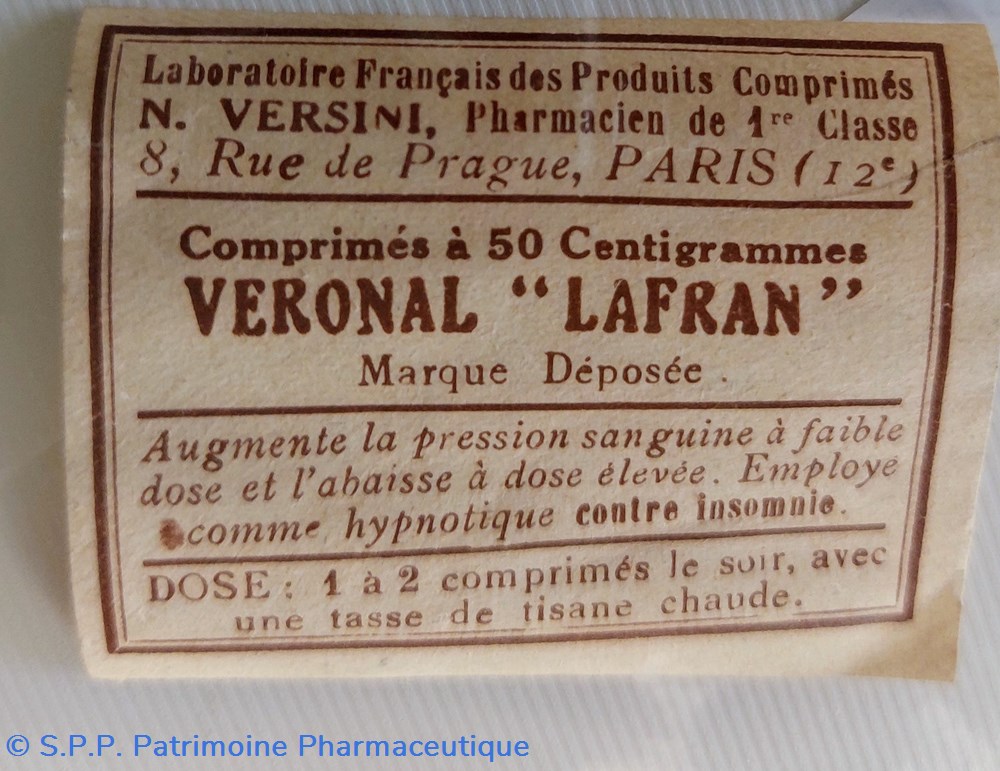 Laboratoire Français des Produits Comprimés
N. VERSINI, Pharmacien de 1re Classe
8, Rue de Prague, PARIS (12e)
Comprimés à 50 Centigrammes
VERONAL "LAFRAN"
Marque Déposée.
Augmente la pression sanguine à faible
dose et l'abaisse à dose élevée. Employé
comme hypnotique contre insomnie.
DOSE : 1 à 2 comprimés le soir, avec
une tasse de tisane chaude.
© S.P.P. Patrimoine Pharmaceutique